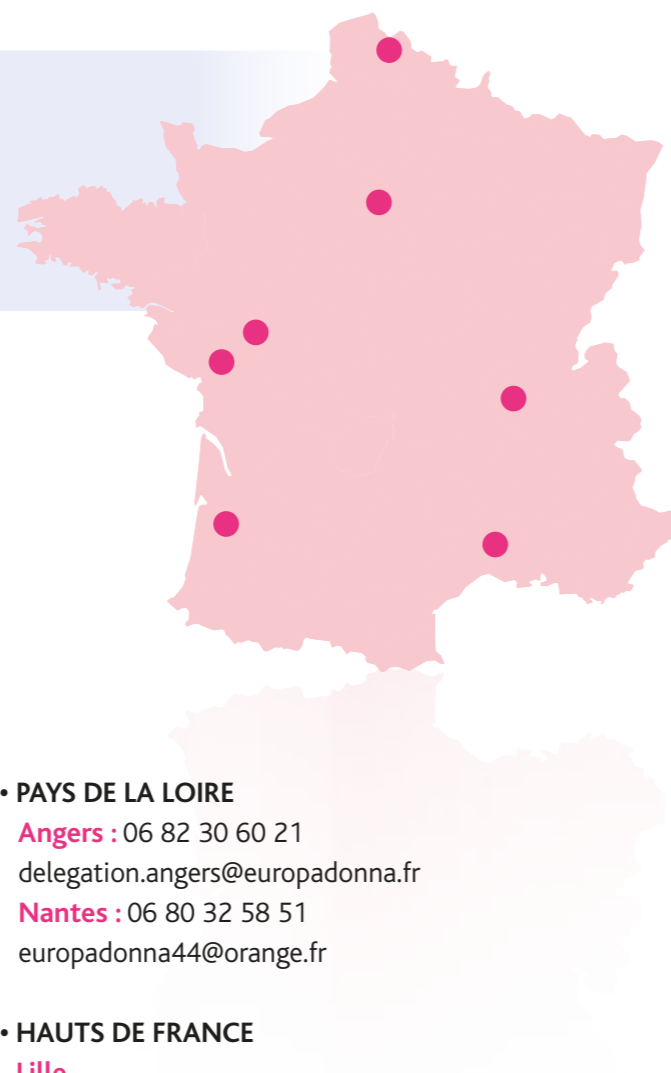 • PAYS DE LA LOIRE
Angers : 06 82 30 60 21
delegation.angers@europadonna.fr
Nantes : 06 80 32 58 51
europadonna44@orange.fr
• HAUTS DE FRANCE
Lille